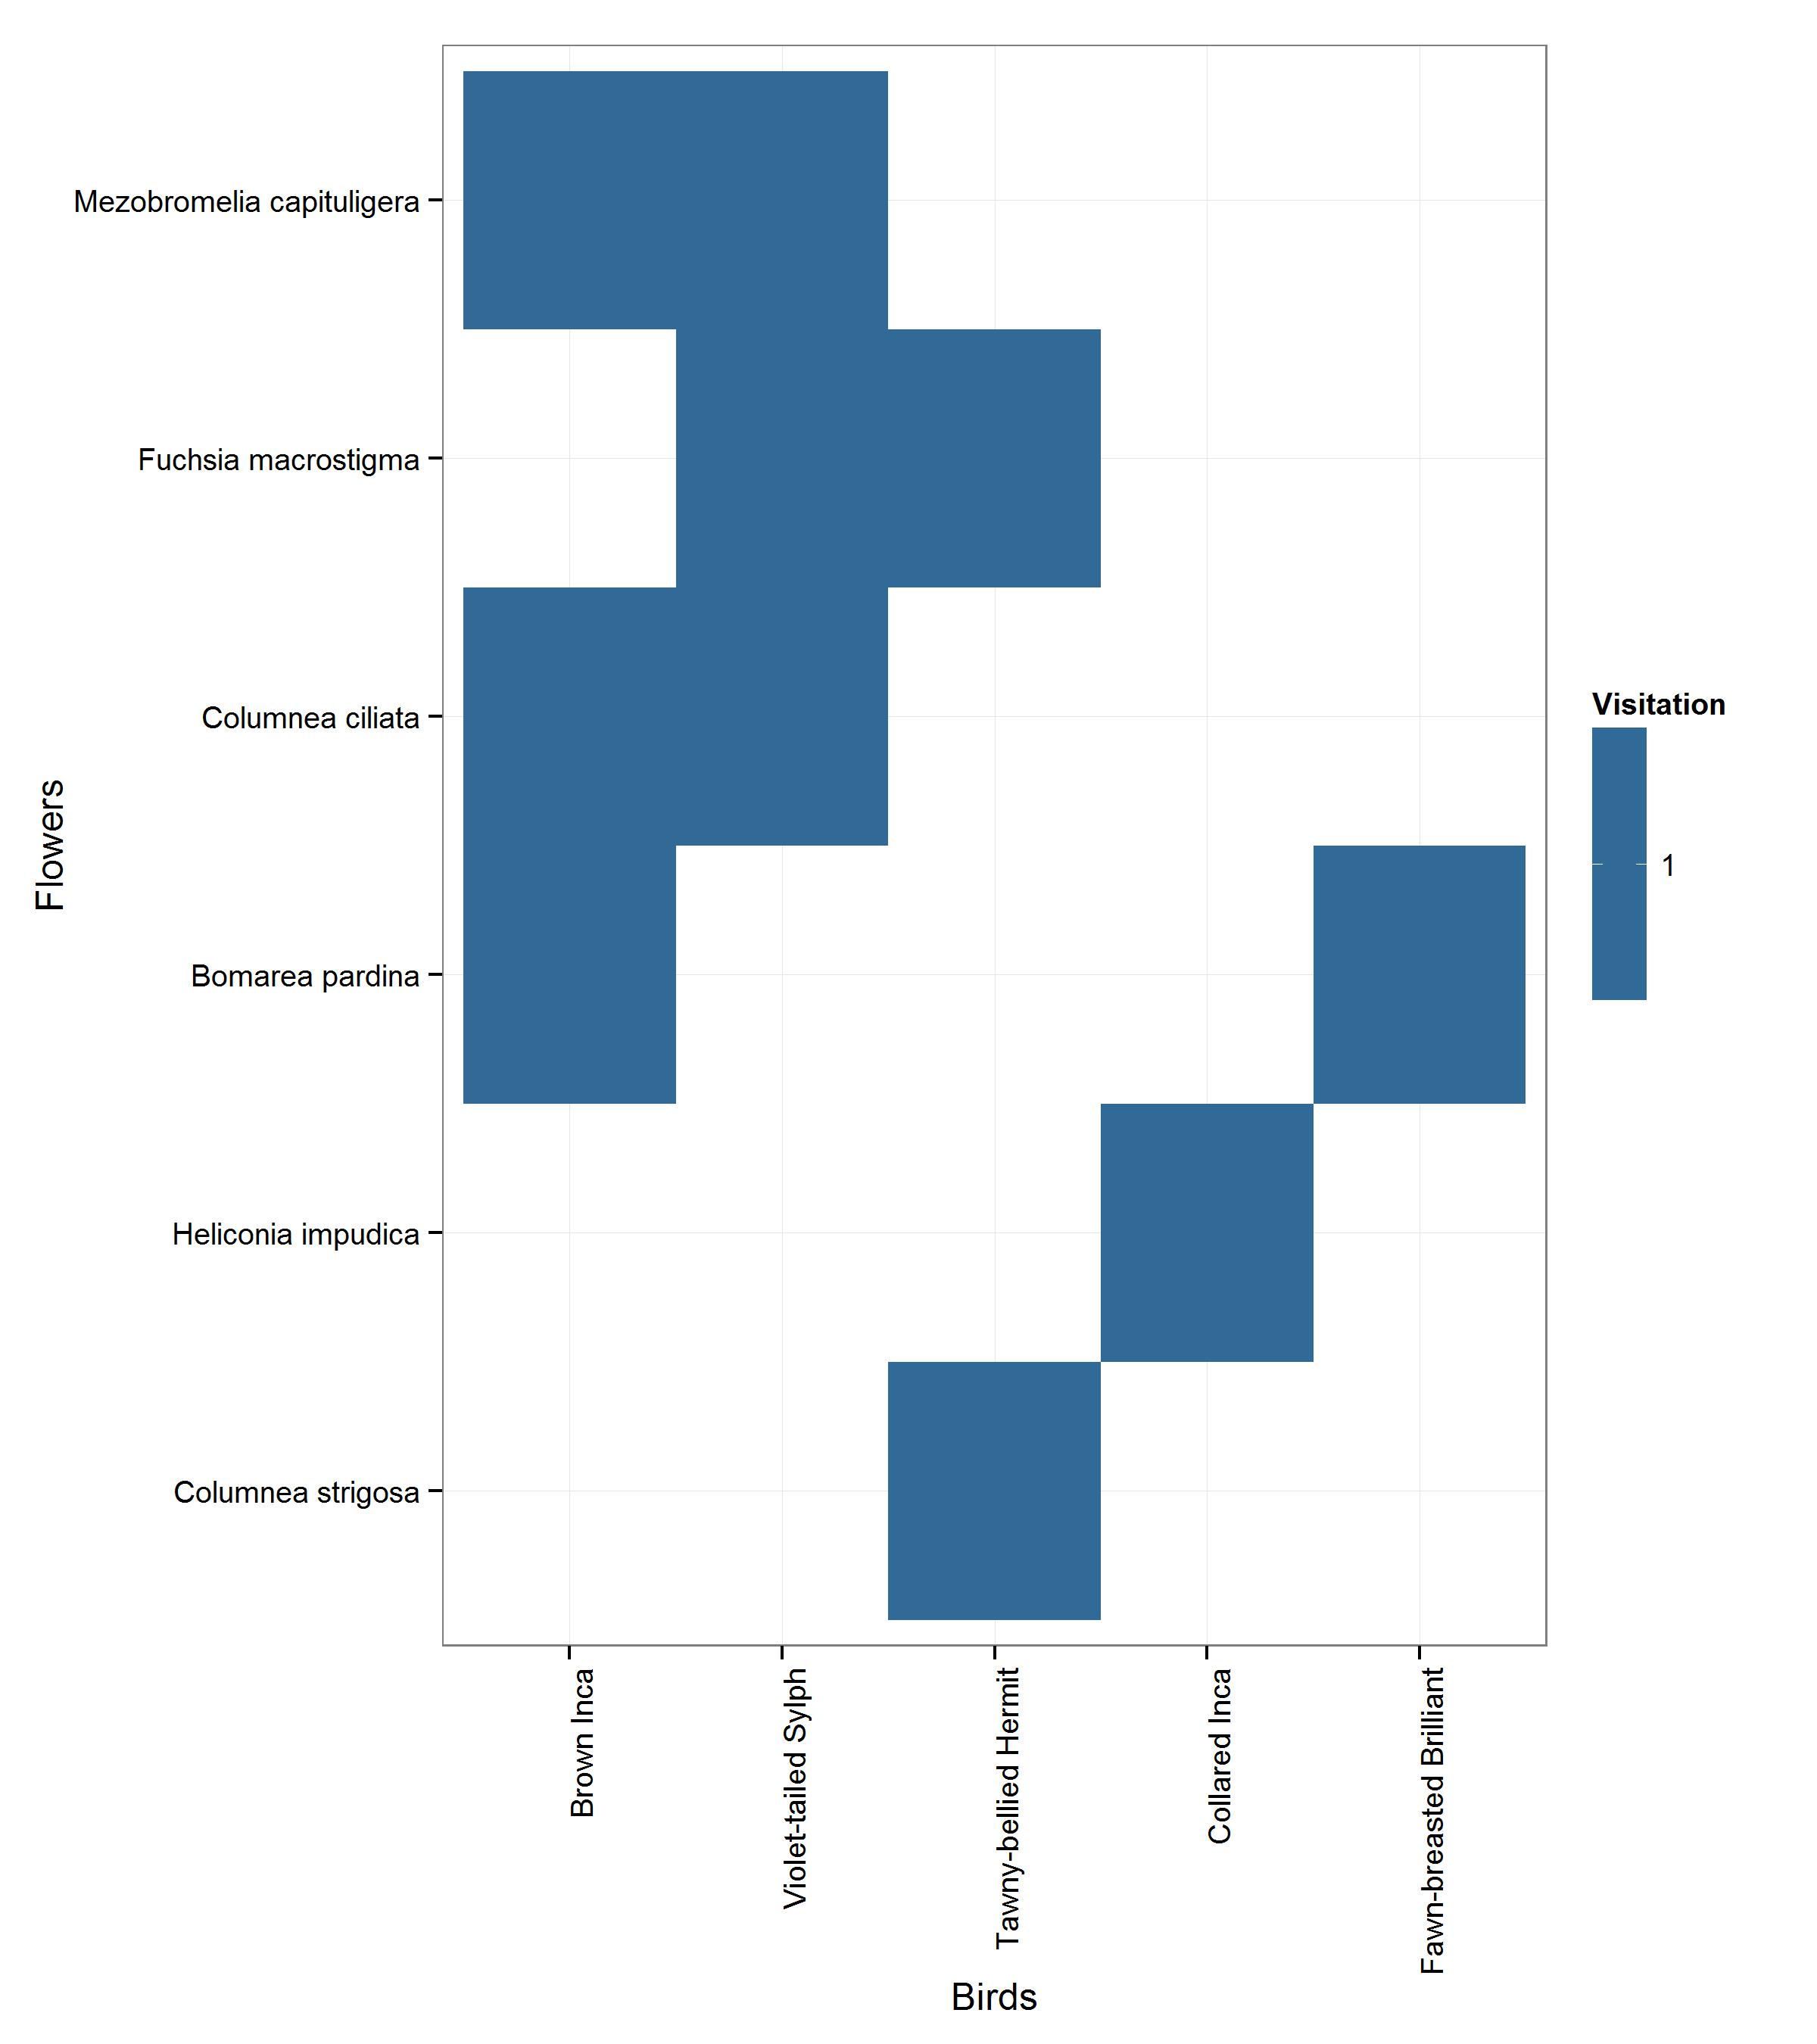 Mezobromelia capituligera
Fuchsia macrostigma
Columnea ciliata
Bomarea pardina
Heliconia impudica
Columnea strigosa
Flowers
Brown Inca
Violet-tailed Sylph
Tawny-bellied Hermit
Collared Inca
Fawn-breasted Brilliant
Birds
Visitation
1